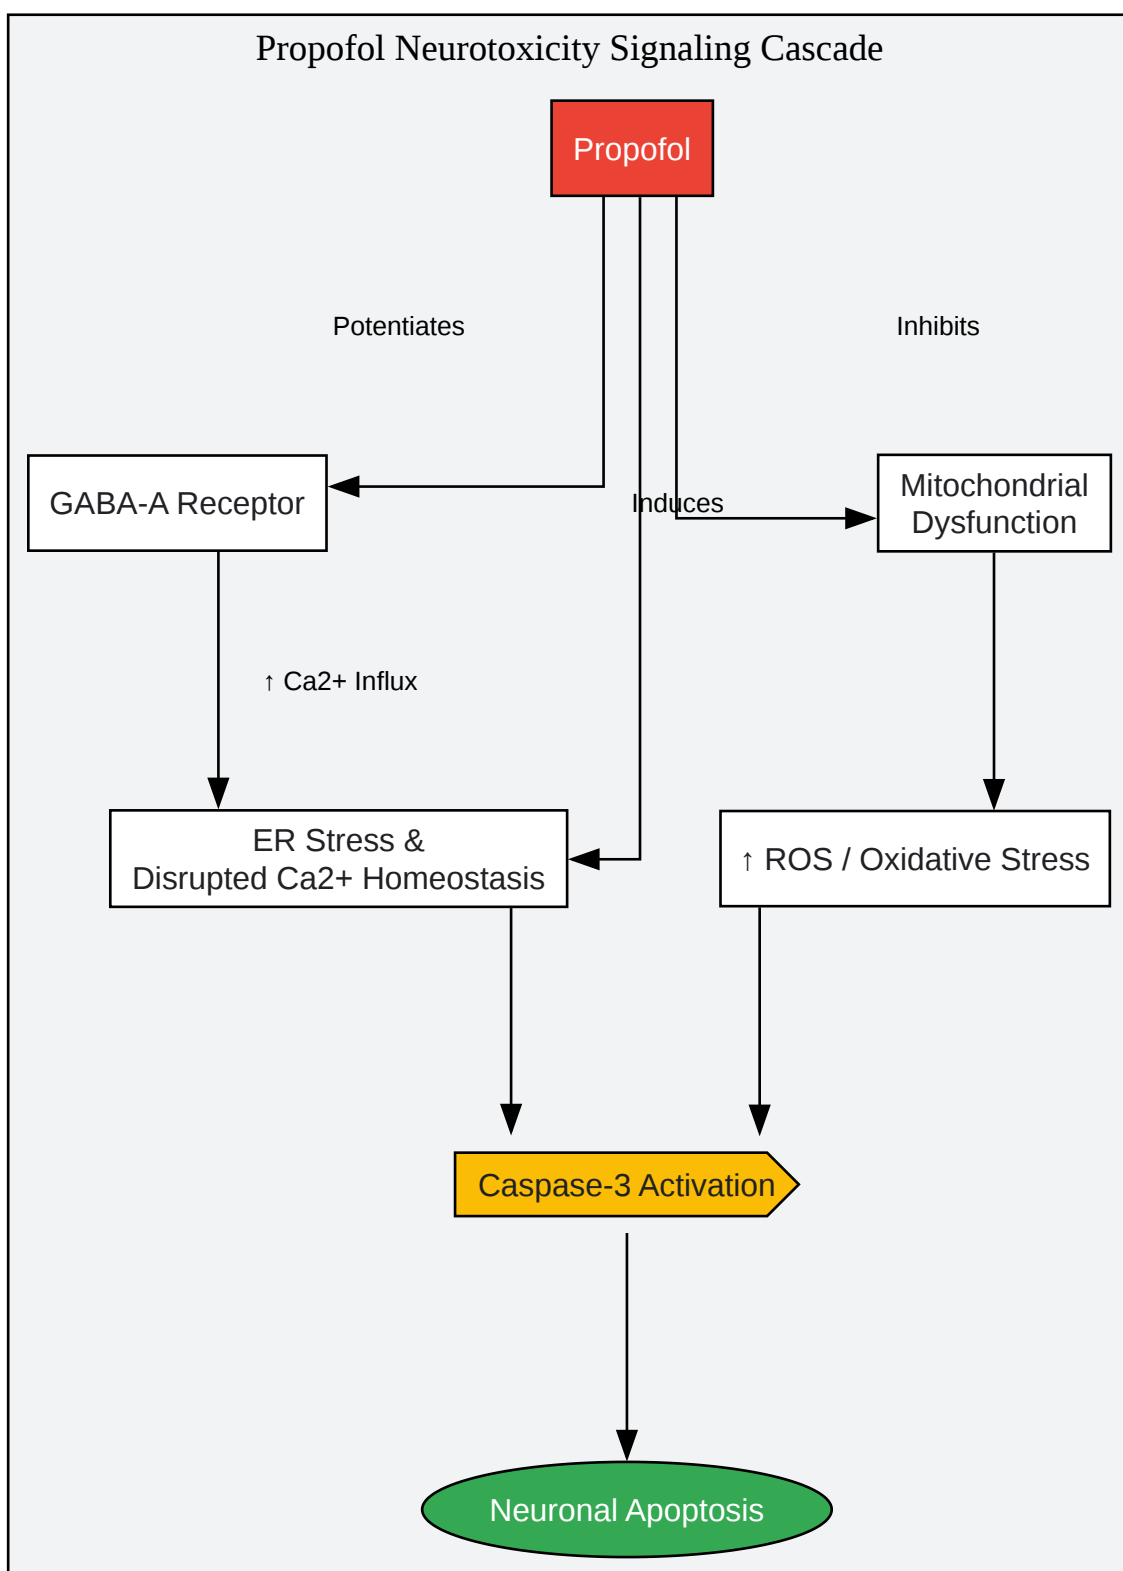 Propofol Neurotoxicity Signaling Cascade
Propofol
Potentiates
Inhibits
GABA-A Receptor
Induces
Mitochondrial
Dysfunction
↑ Ca2+ Influx
ER Stress &
Disrupted Ca2+ Homeostasis
↑ ROS / Oxidative Stress
Caspase-3 Activation
Neuronal Apoptosis